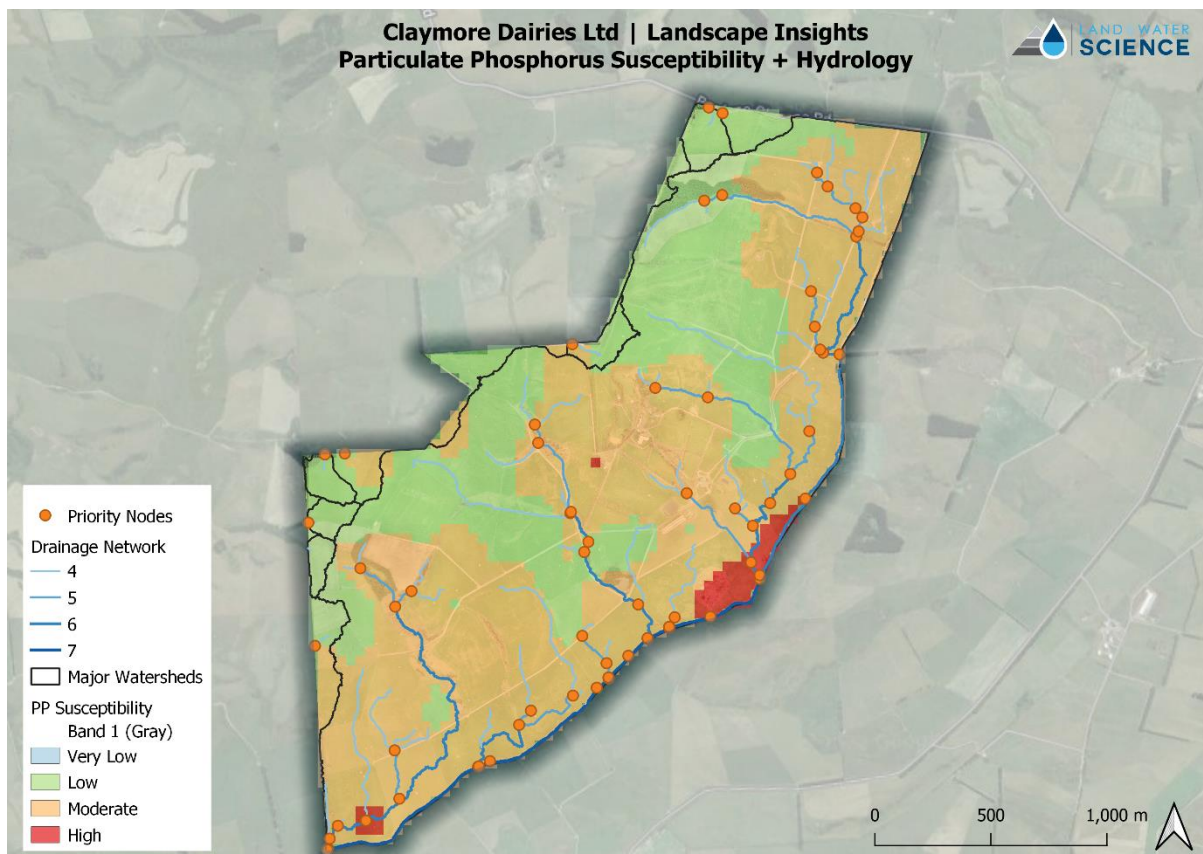 Claymore Dairies Ltd | Landscape Insights
Particulate Phosphorus Susceptibility + Hydrology
LAND WATER
SCIENCE
Rd
Priority Nodes
Drainage Network
4
5
6
7
Major Watersheds
PP Susceptibility
Band 1 (Gray)
Very Low
Low
Moderate
High
0 500 1,000 m